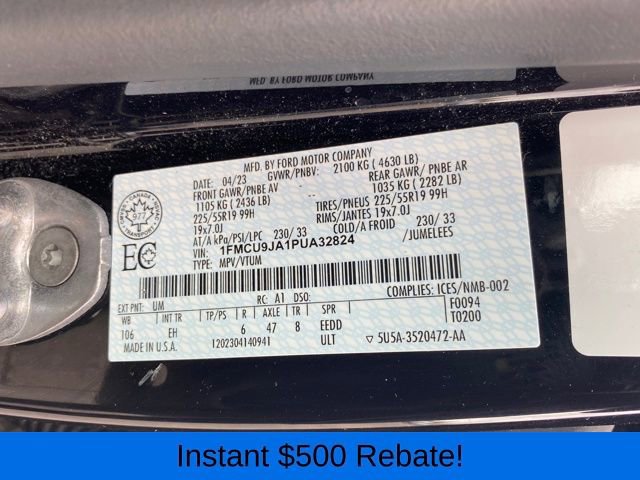 MFD. BY FORD MOTOR COMPANY
MFD. BY FORD MOTOR COMPANY
DATE: 04/23 GVWR/PNBV: 2100 KG ( 4630 LB)
FRONT GAWR/PNBE AV REAR GAWR/ PNBE AR
1105 KG ( 2436 LB) 1035 KG ( 2282 LB)
225/55R19 99H TIRES/PNEUS 225/55R19 99H
19x7.0J RIMS/JANTES 19x7.0J
AT/A kPa/PSI/LPC 230/ 33 COLD/A FROID 230/ 33
VIN: 1FMCU9JA1PUA32824 /JUMELEES
TYPE: MPV/VTUM
CANADA
977
EC
EXT PNT: UM RC: A1 DSO: COMPLIES: ICES/NMB-002
WB INT TR TP/PS AXLE TR SPR F0094
106 EH 6 47 8 EEDD T0200
MADE IN U.S.A. 1202304140941 ULT ▽ 5U5A-3520472-AA
Instant $500 Rebate!